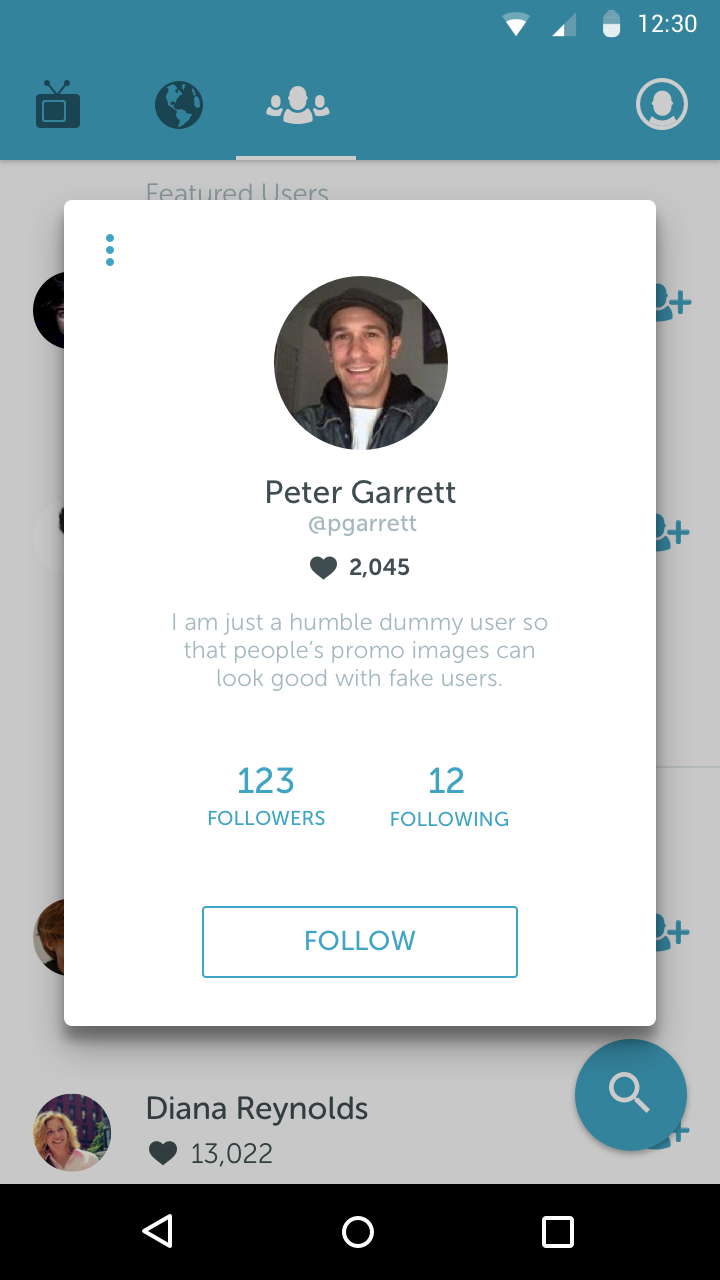 12:30
Featured Users
Peter Garrett
@pgarrett
2,045
I am just a humble dummy user so
that people's promo images can
look good with fake users.
123
FOLLOWERS
12
FOLLOWING
FOLLOW
Diana Reynolds
13,022